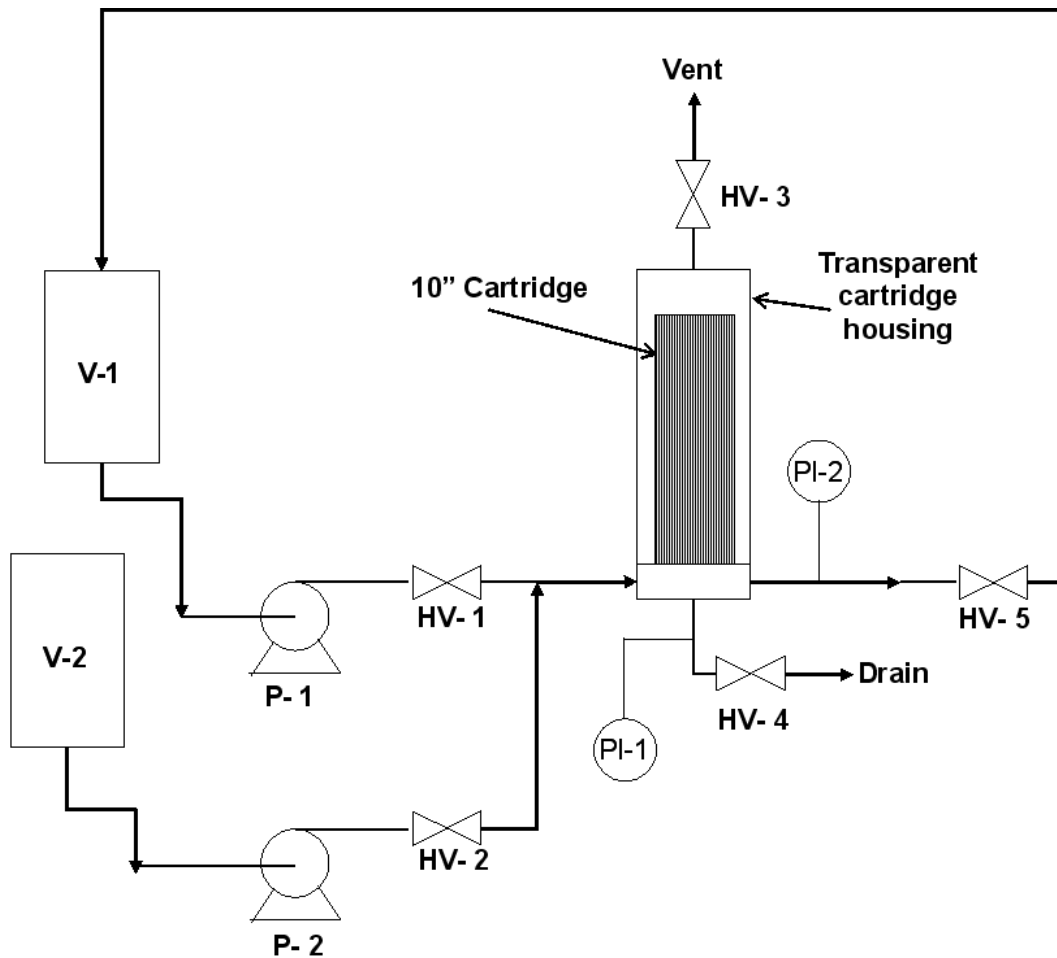 Vent
HV- 3
10” Cartridge
Transparent
cartridge
housing
V-1
PI-2
HV- 1
HV- 5
V-2
P- 1
Drain
HV- 4
PI-1
HV- 2
P- 2